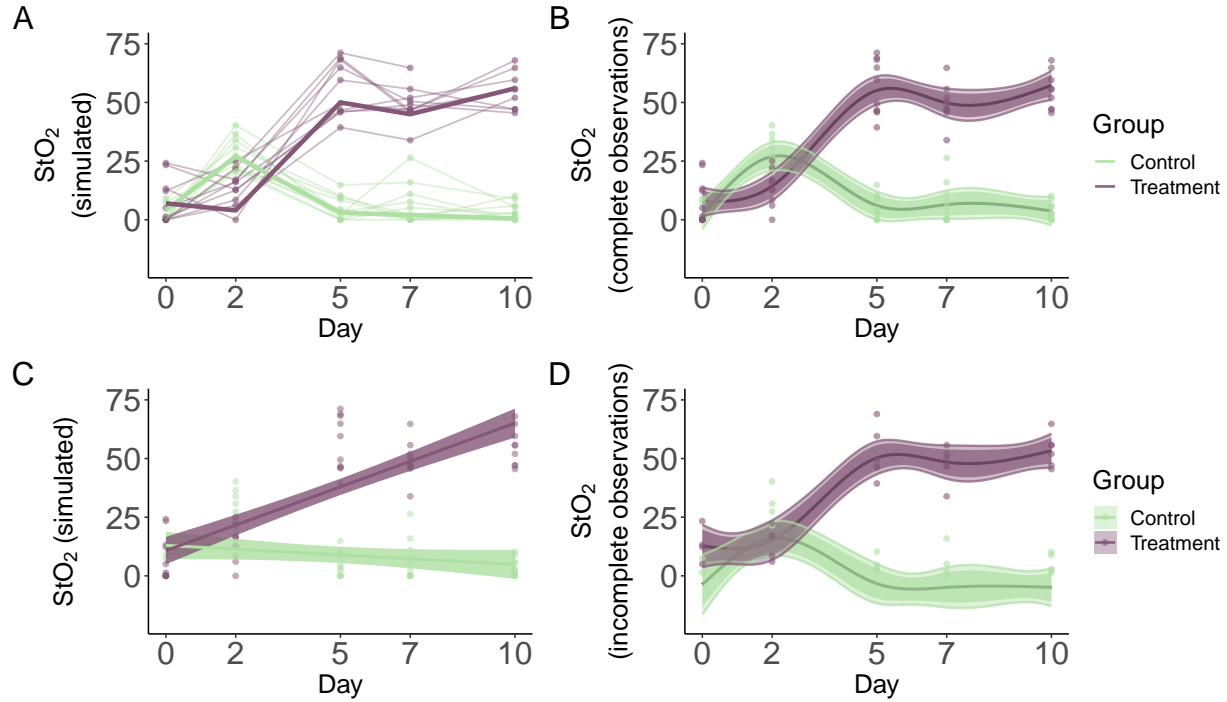 A
StO2
(simulated)
75
50
25
0
0 2 5 7 10
Day
B
StO2
(complete observations)
75
50
25
0
0 2 5 7 10
Day
Group
Control
Treatment
C
StO2 (simulated)
75
50
25
0
0 2 5 7 10
Day
D
StO2
(incomplete observations)
75
50
25
0
0 2 5 7 10
Day
Group
Control
Treatment